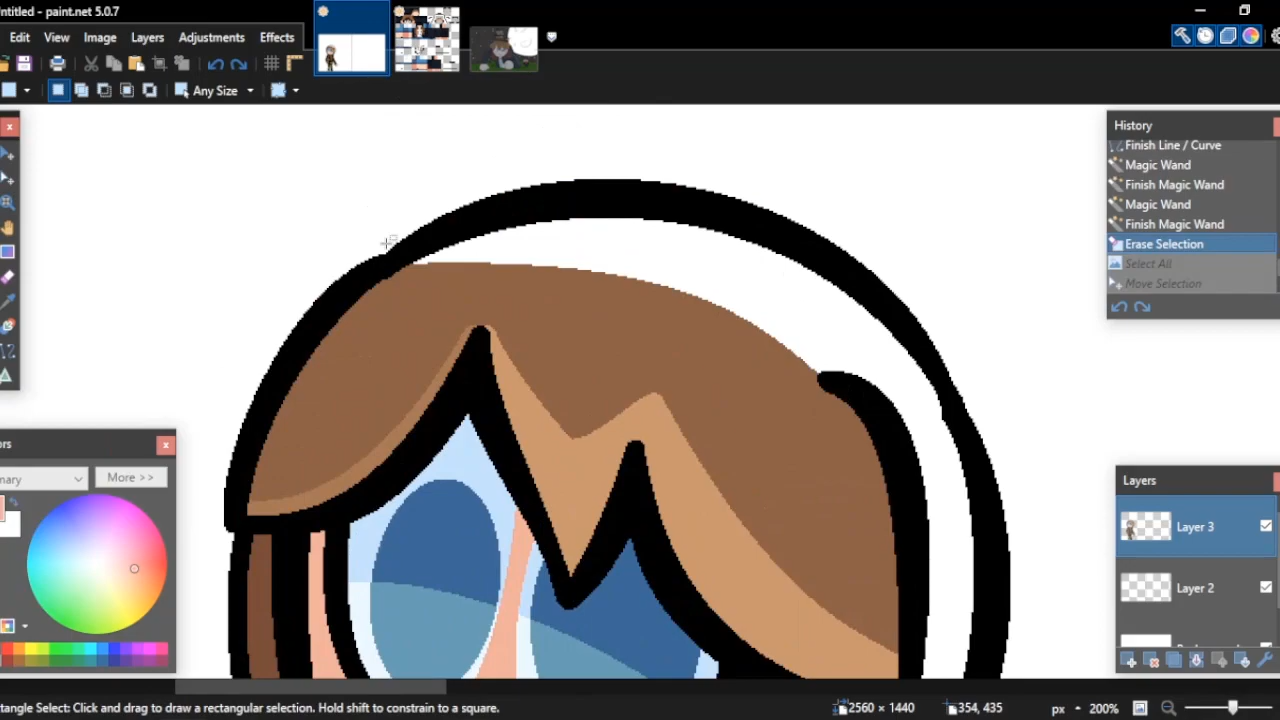 ntitled - paint.net 5.0.7
Edit View Image Layers Adjustments Effects
Any Size
History
Finish Line / Curve
Magic Wand
Finish Magic Wand
Magic Wand
Finish Magic Wand
Erase Selection
Select All
Move Selection
ors
mary More >>
Layers
Layer 3
Layer 2
tangle Select: Click and drag to draw a rectangular selection. Hold shift to constrain to a square.
2560 × 1440 354, 435 px 200%